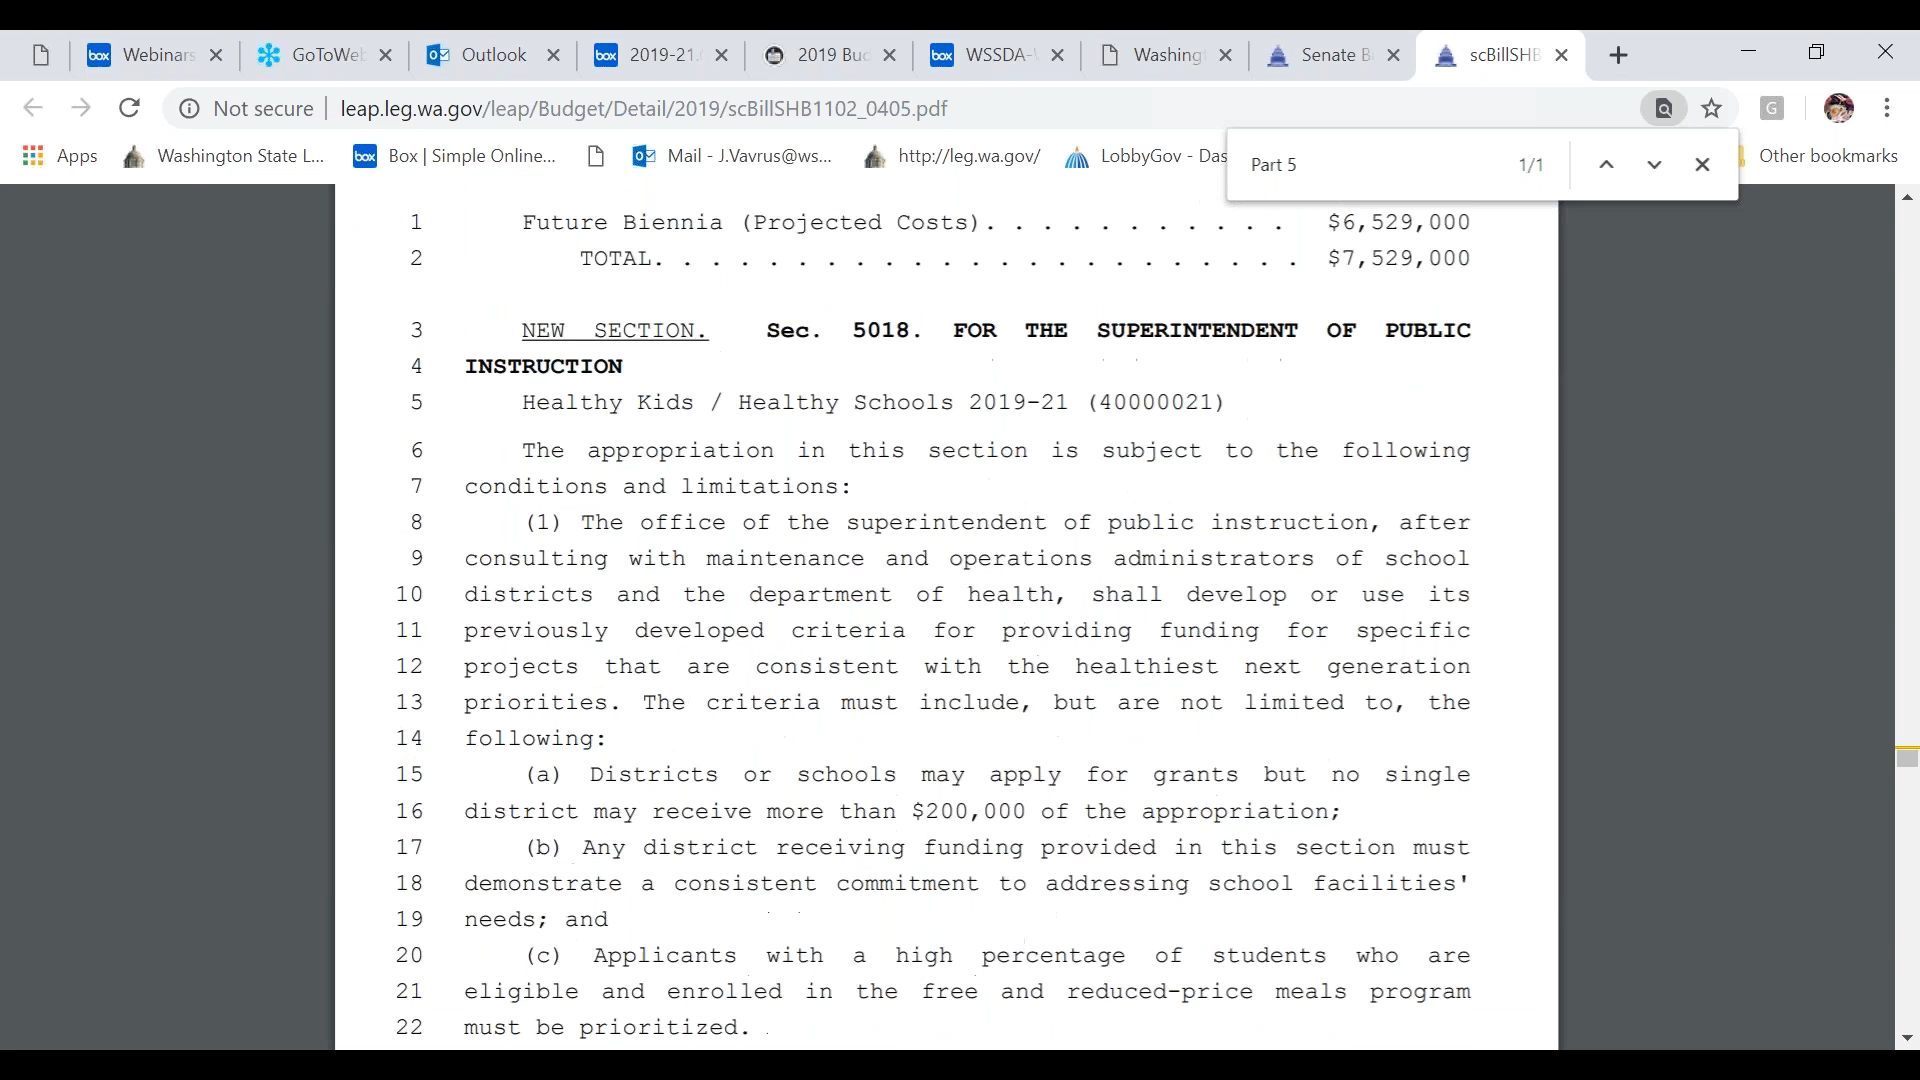 box Webinars GoToWeb Outlook box 2019-21. 2019 Bud box WSSDA- Washing Senate B scBillSHB
Not secure | leap.leg.wa.gov/leap/Budget/Detail/2019/scBillSHB1102_0405.pdf G
Apps Washington State L... box Box | Simple Online... Mail - J.Vavrus@ws... http://leg.wa.gov/ LobbyGov - Das Other bookmarks
Part 5 1/1
1 Future Biennia (Projected Costs). . . . . . . . . . . $6,529,000
2 TOTAL. . . . . . . . . . . . . . . . . . . . . . . $7,529,000
3 NEW SECTION. Sec. 5018. FOR THE SUPERINTENDENT OF PUBLIC
4 INSTRUCTION
5 Healthy Kids / Healthy Schools 2019-21 (40000021)
6 The appropriation in this section is subject to the following
7 conditions and limitations:
8 (1) The office of the superintendent of public instruction, after
9 consulting with maintenance and operations administrators of school
10 districts and the department of health, shall develop or use its
11 previously developed criteria for providing funding for specific
12 projects that are consistent with the healthiest next generation
13 priorities. The criteria must include, but are not limited to, the
14 following:
15 (a) Districts or schools may apply for grants but no single
16 district may receive more than $200,000 of the appropriation;
17 (b) Any district receiving funding provided in this section must
18 demonstrate a consistent commitment to addressing school facilities'
19 needs; and
20 (c) Applicants with a high percentage of students who are
21 eligible and enrolled in the free and reduced-price meals program
22 must be prioritized.